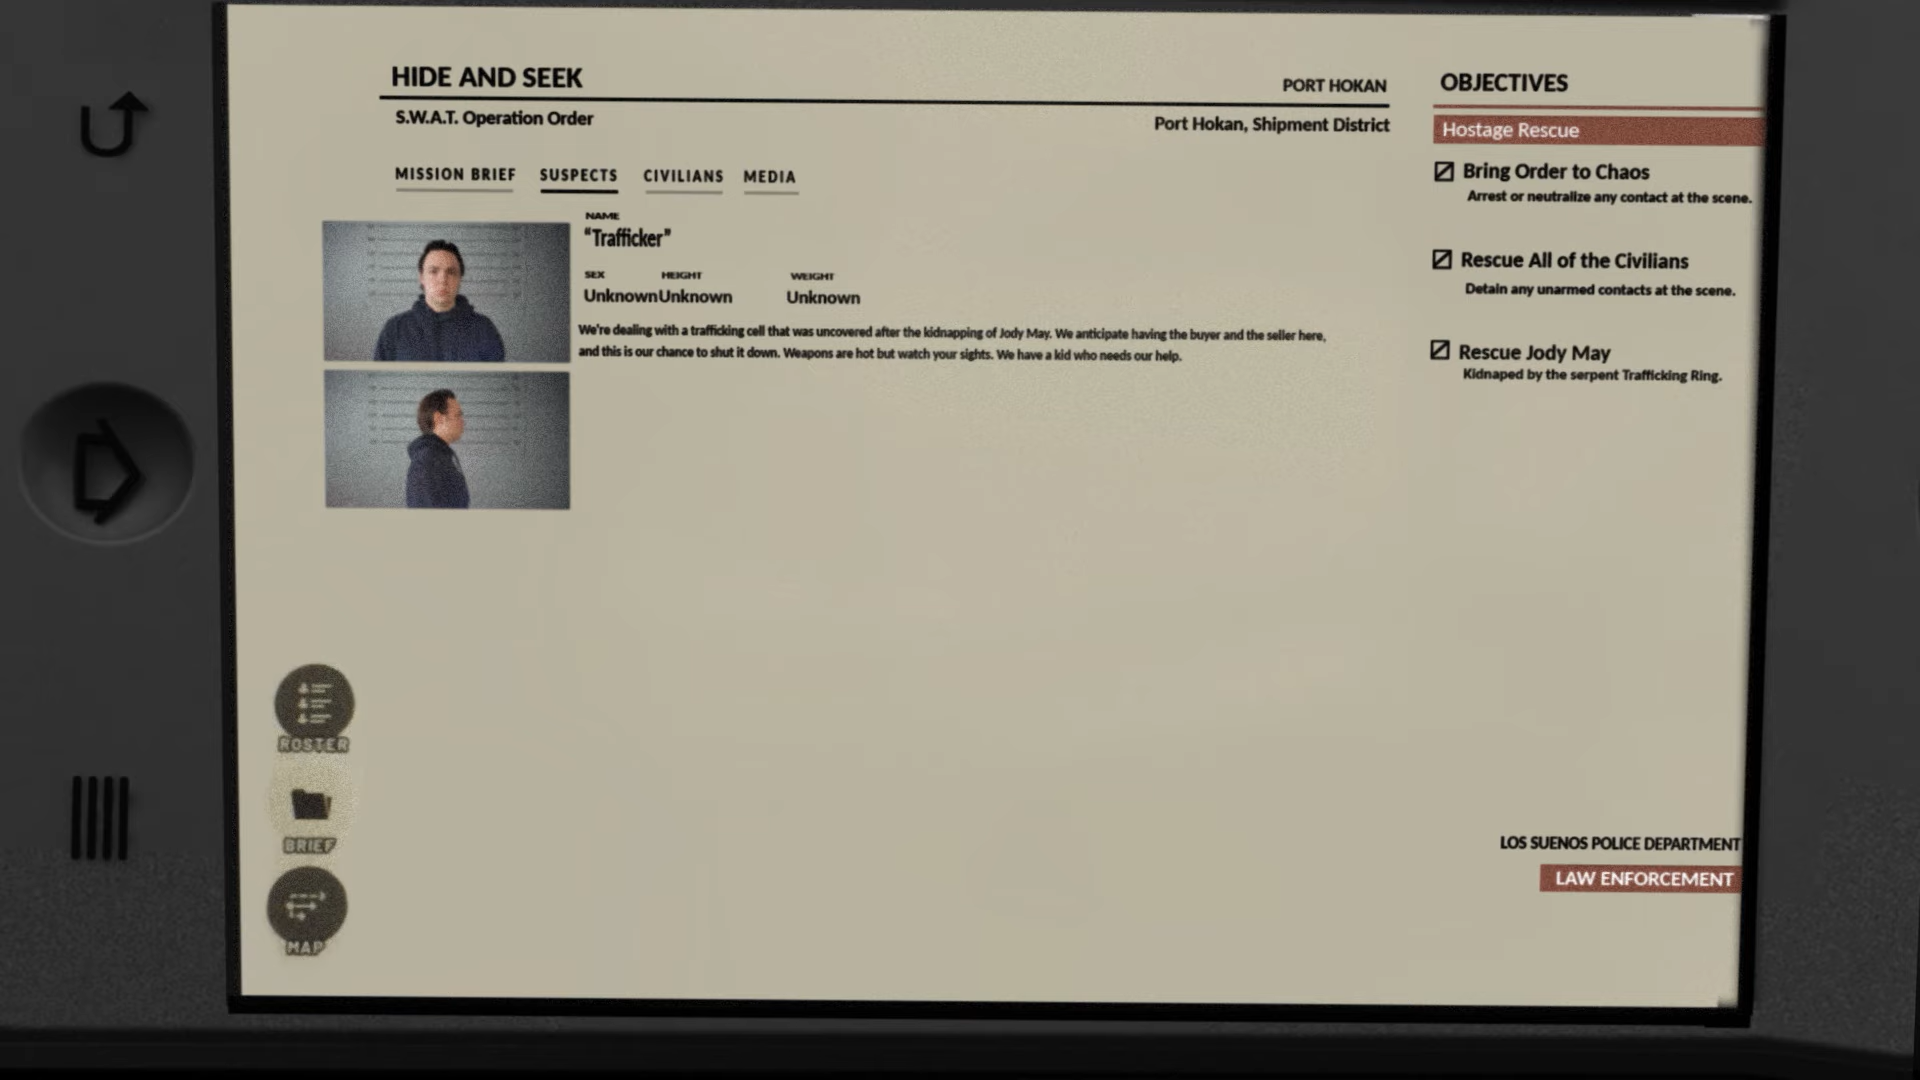 HIDE AND SEEK
PORT HOKAN
S.W.A.T. Operation Order
Port Hokan, Shipment District
MISSION BRIEF SUSPECTS CIVILIANS MEDIA
NAME
“Trafficker”
SEX HEIGHT WEIGHT
Unknown Unknown Unknown
We're dealing with a trafficking cell that was uncovered after the kidnapping of Jody May. We anticipate having the buyer and the seller here,
and this is our chance to shut it down. Weapons are hot but watch your sights. We have a kid who needs our help.
OBJECTIVES
Hostage Rescue
Bring Order to Chaos
Arrest or neutralize any contact at the scene.
Rescue All of the Civilians
Detain any unarmed contacts at the scene.
Rescue Jody May
Kidnaped by the serpent Trafficking Ring.
ROSTER
BRIEF
MAP
LOS SUENOS POLICE DEPARTMENT
LAW ENFORCEMENT